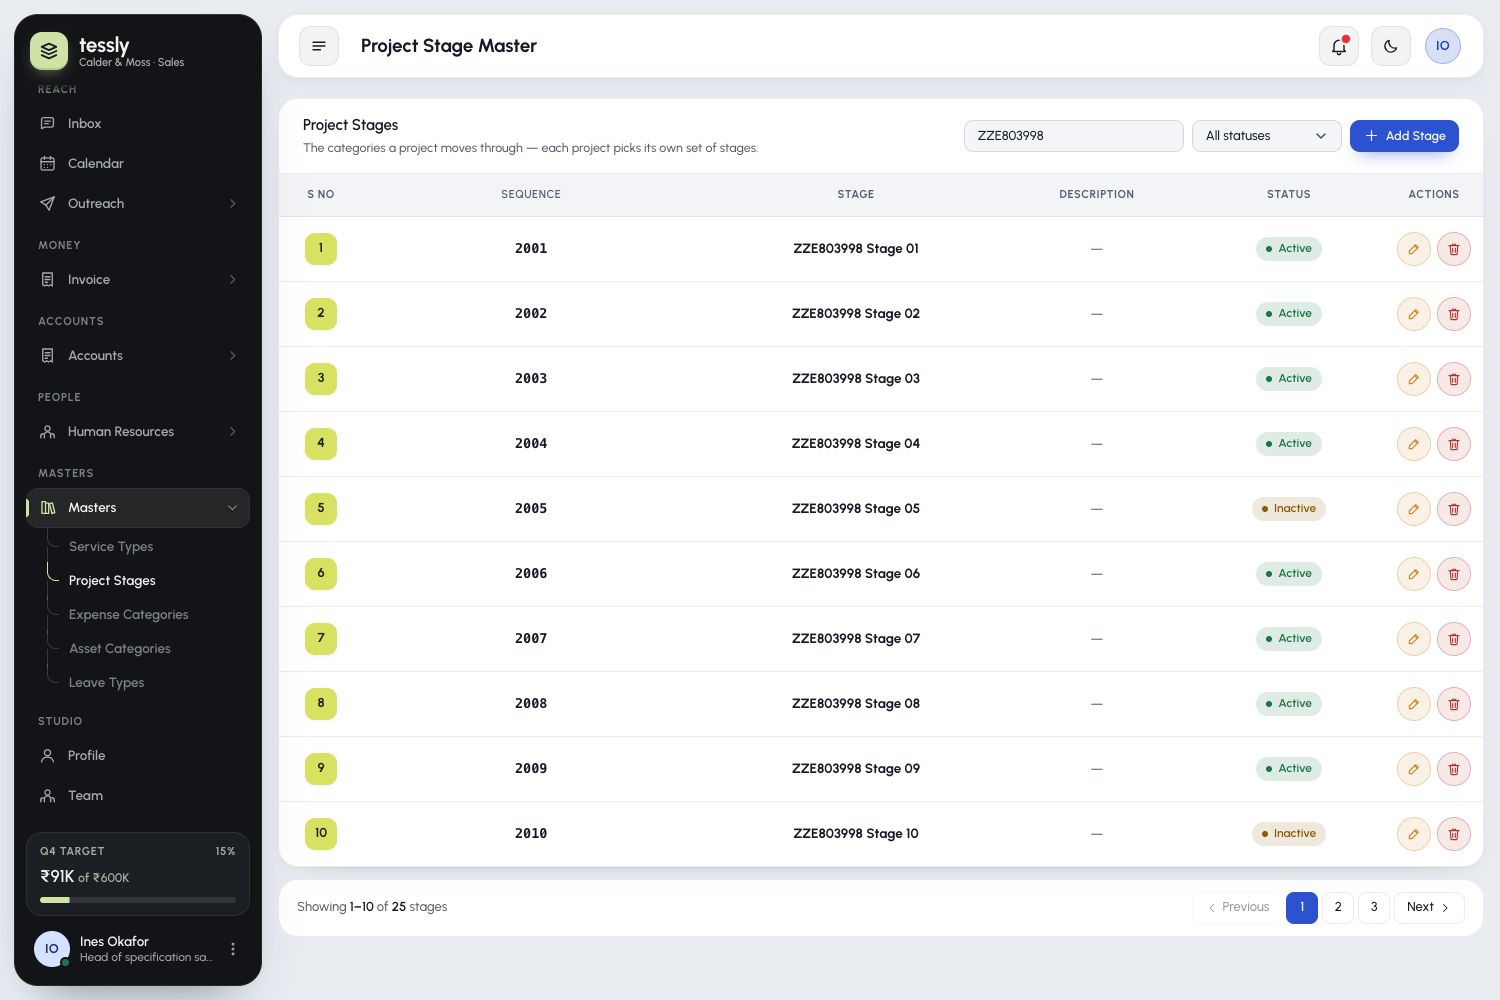 tessly
Calder & Moss · Sales
REACH
Inbox
Calendar
Outreach
MONEY
Invoice
ACCOUNTS
Accounts
PEOPLE
Human Resources
MASTERS
Masters
Service Types
Project Stages
Expense Categories
Asset Categories
Leave Types
STUDIO
Profile
Team
Q4 TARGET 15%
₹91K of ₹600K
IO Ines Okafor
Head of specification sa...
Project Stage Master
IO
Project Stages
The categories a project moves through — each project picks its own set of stages.
ZZE803998 All statuses Add Stage
S NO SEQUENCE STAGE DESCRIPTION STATUS ACTIONS
1 2001 ZZE803998 Stage 01 — Active
2 2002 ZZE803998 Stage 02 — Active
3 2003 ZZE803998 Stage 03 — Active
4 2004 ZZE803998 Stage 04 — Active
5 2005 ZZE803998 Stage 05 — Inactive
6 2006 ZZE803998 Stage 06 — Active
7 2007 ZZE803998 Stage 07 — Active
8 2008 ZZE803998 Stage 08 — Active
9 2009 ZZE803998 Stage 09 — Active
10 2010 ZZE803998 Stage 10 — Inactive
Showing 1–10 of 25 stages
Previous 1 2 3 Next